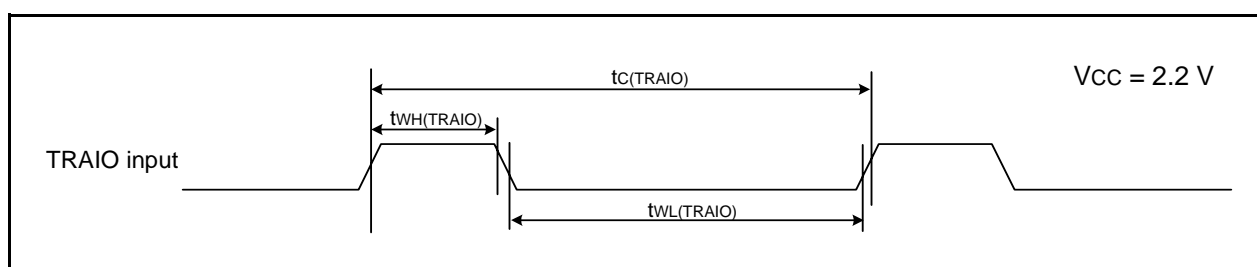 tC(TRAIO)
VCC = 2.2 V
tWH(TRAIO)
TRAIO input
tWL(TRAIO)